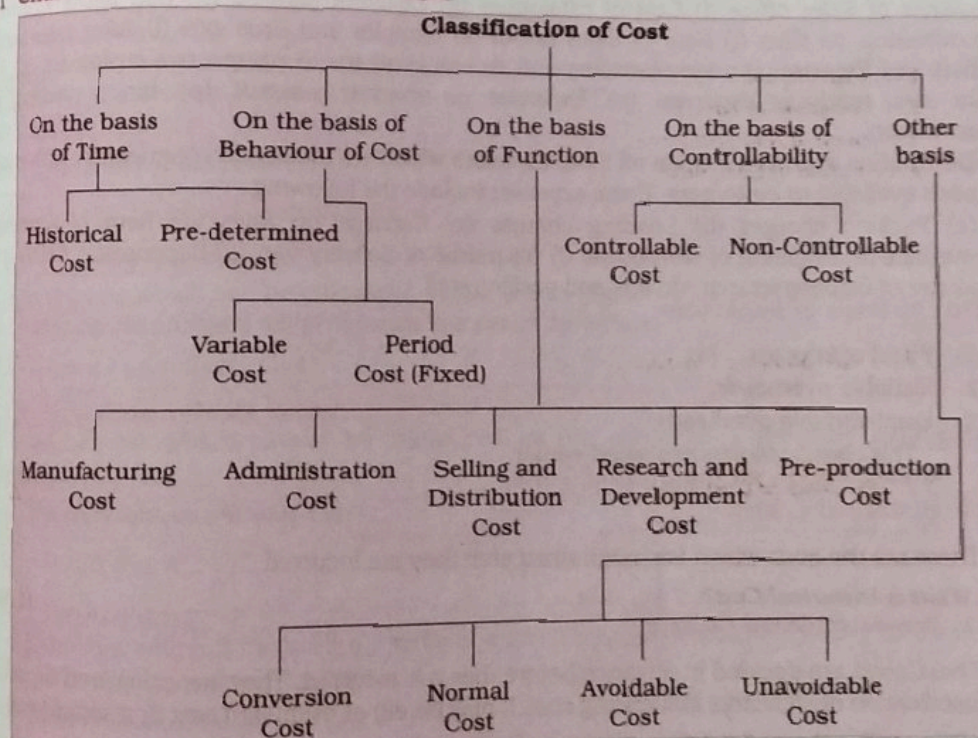 Classification of Cost
On the basis
of Time
On the basis of
Behaviour of Cost
On the basis
of Function
On the basis of
Controllability
Other
basis
Historical
Cost
Pre-determined
Cost
Controllable
Cost
Non-Controllable
Cost
Variable
Cost
Period
Cost (Fixed)
Manufacturing
Cost
Administration
Cost
Selling and
Distribution
Cost
Research and
Development
Cost
Pre-production
Cost
Conversion
Cost
Normal
Cost
Avoidable
Cost
Unavoidable
Cost